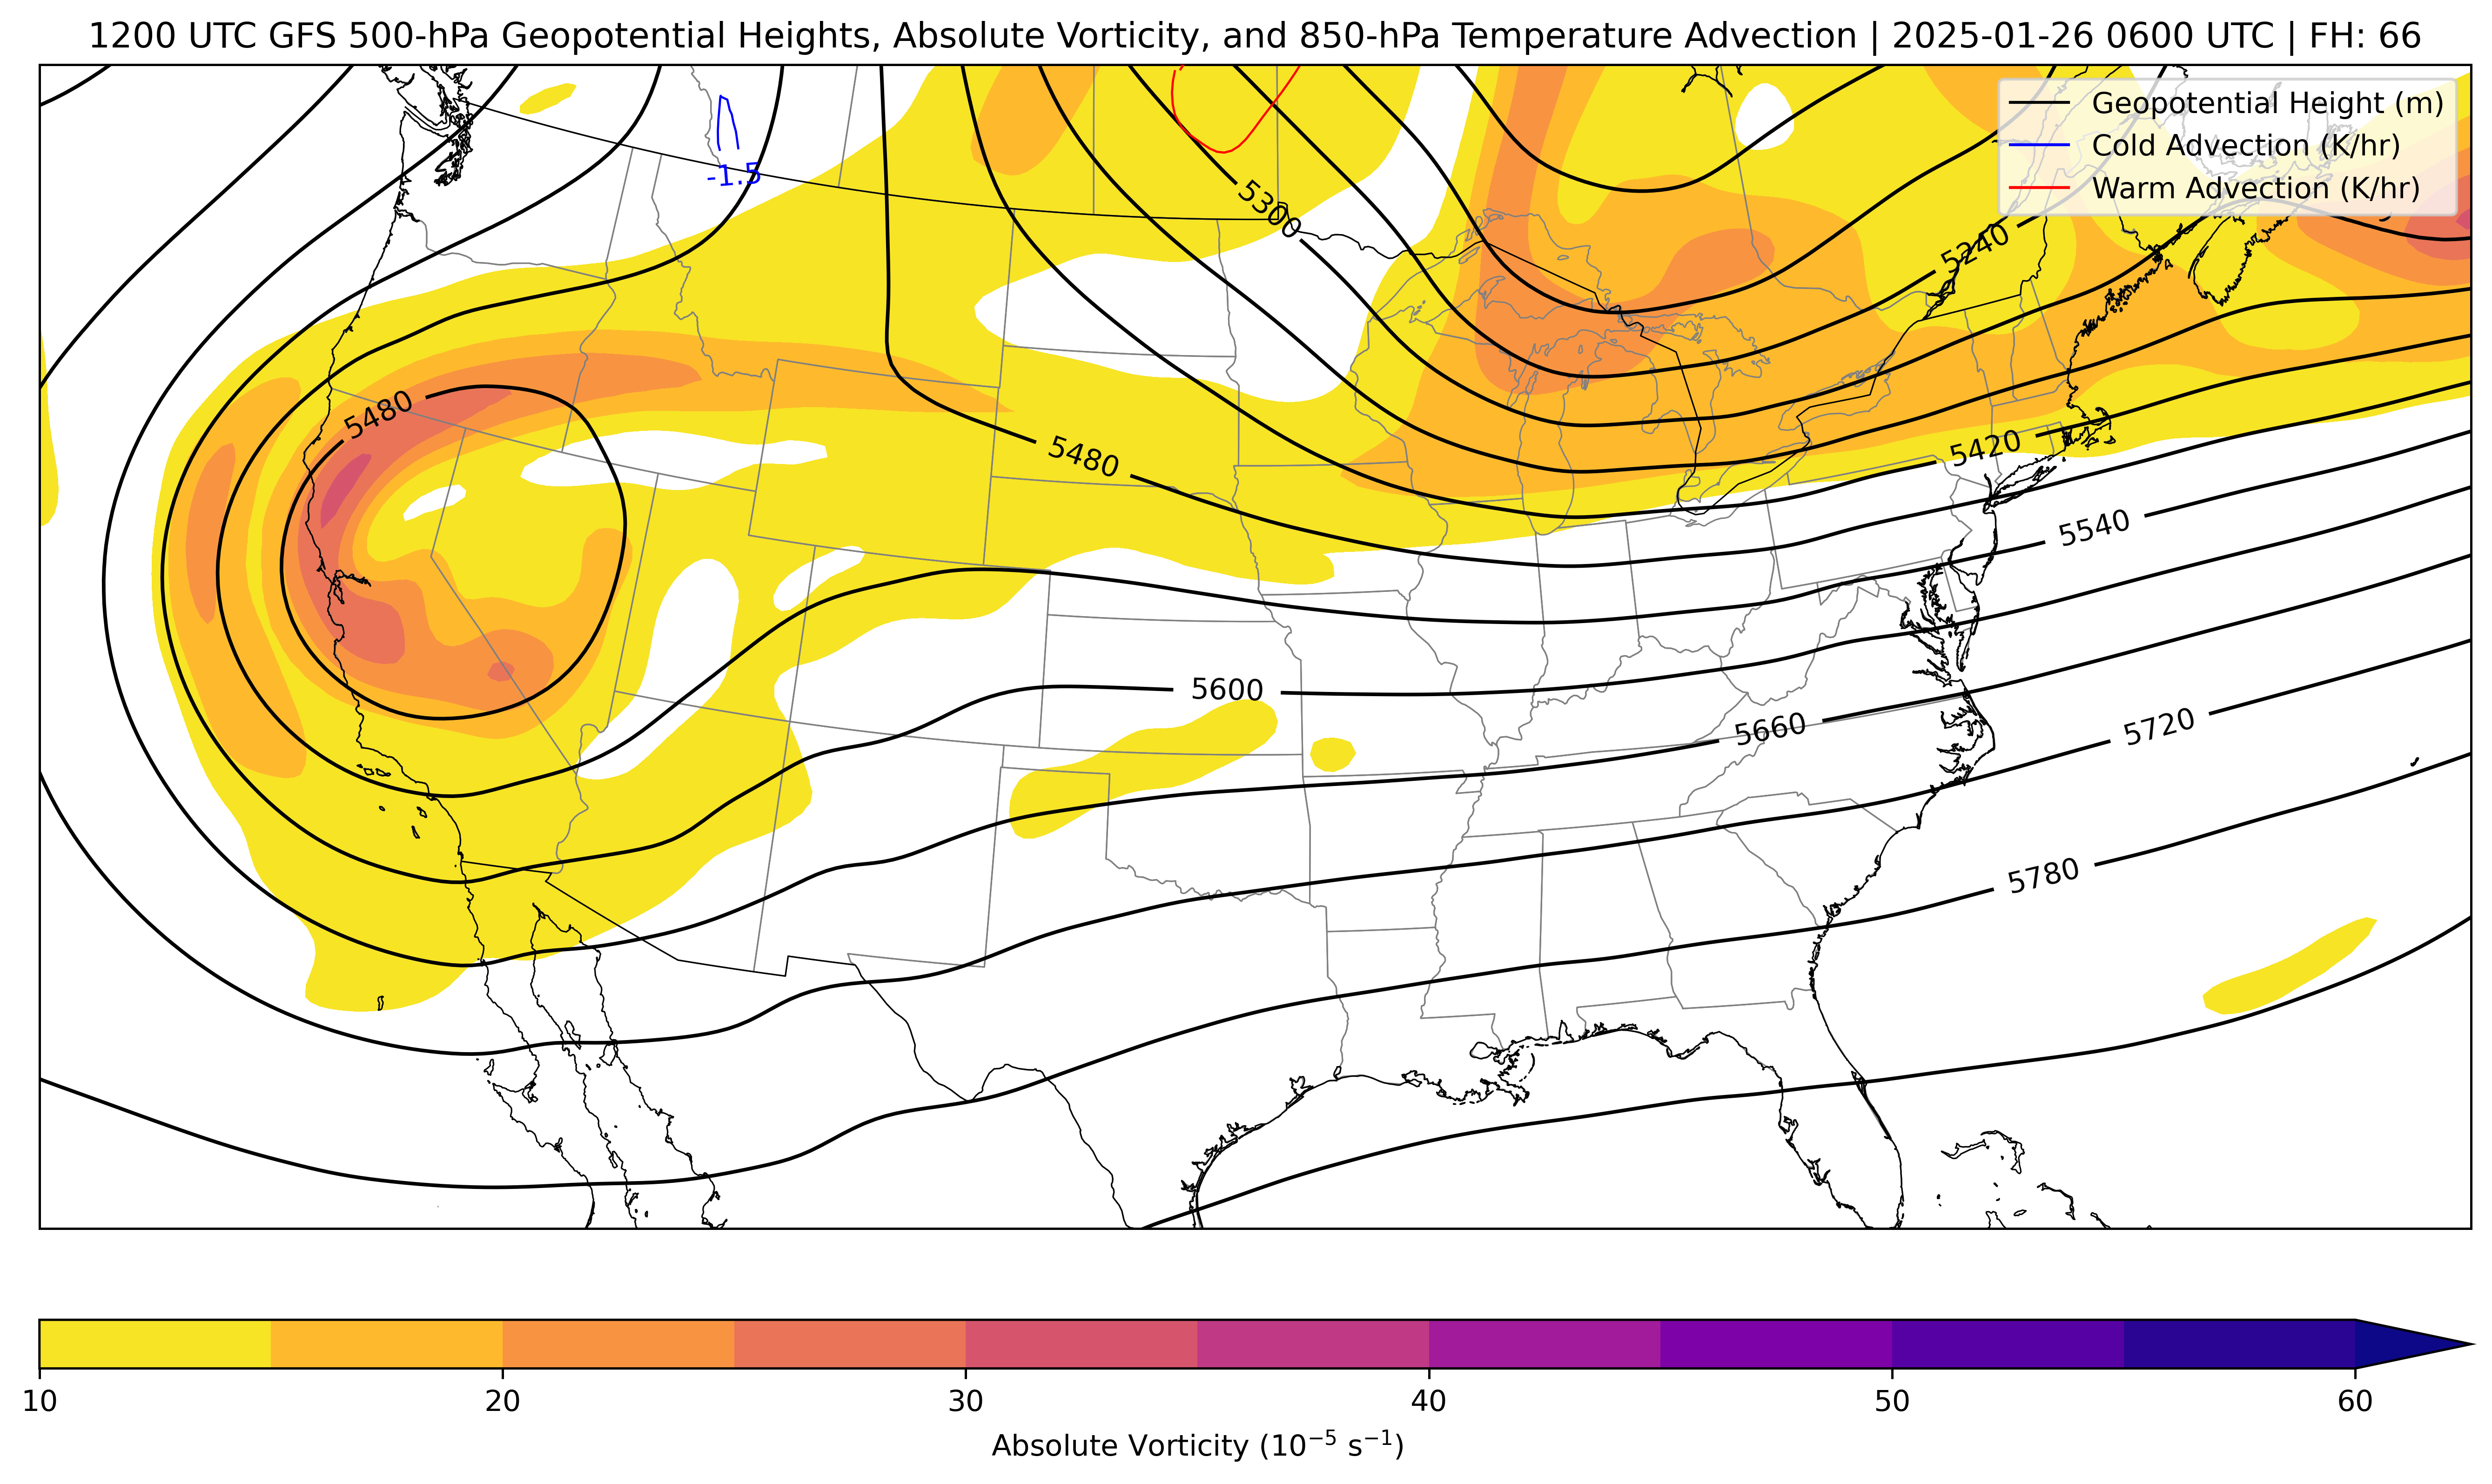 1200 UTC GFS 500-hPa Geopotential Heights, Absolute Vorticity, and 850-hPa Temperature Advection | 2025-01-26 0600 UTC | FH: 66
Geopotential Height (m)
Cold Advection (K/hr)
Warm Advection (K/hr)
-1.5
5300
5240
5480
5480
5420
5540
5600
5660
5720
5780
10 20 30 40 50 60
Absolute Vorticity (10⁻⁵ s⁻¹)